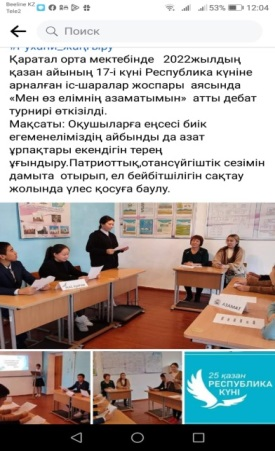 Beeline KZ
Tele2
53% 12:04
Поиск
#Рухани_жаңғыру
Қаратал орта мектебінде 2022жылдың
қазан айының 17-і күні Республика күніне
арналған іс-шаралар жоспары аясында
«Мен өз елімнің азаматымын» атты дебат
турнирі өткізілді.
Мақсаты: Оқушыларға еңсесі биік
егеменеліміздің айбынды да азат
ұрпақтары екендігін терең
ұғындыру.Патриоттық,отансүйгіштік сезімін
дамыта отырып, ел бейбітшілігін сақтау
жолында үлес қосуға баулу.
25 қазан
РЕСПУБЛИКА
КҮНІ